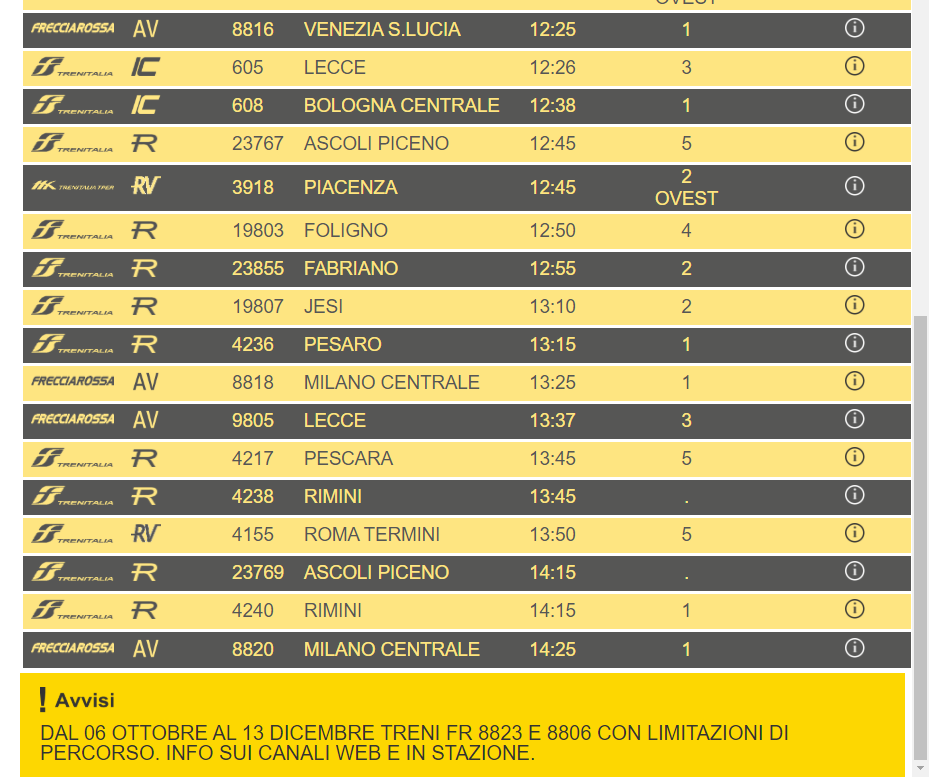 OVEST
FRECCIAROSSA AV 8816 VENEZIA S.LUCIA 12:25 1
TRENITALIA IC 605 LECCE 12:26 3
TRENITALIA IC 608 BOLOGNA CENTRALE 12:38 1
TRENITALIA R 23767 ASCOLI PICENO 12:45 5
TRENITALIA TPER RV 3918 PIACENZA 12:45 2
OVEST
TRENITALIA R 19803 FOLIGNO 12:50 4
TRENITALIA R 23855 FABRIANO 12:55 2
TRENITALIA R 19807 JESI 13:10 2
TRENITALIA R 4236 PESARO 13:15 1
FRECCIAROSSA AV 8818 MILANO CENTRALE 13:25 1
FRECCIAROSSA AV 9805 LECCE 13:37 3
TRENITALIA R 4217 PESCARA 13:45 5
TRENITALIA R 4238 RIMINI 13:45 .
TRENITALIA RV 4155 ROMA TERMINI 13:50 5
TRENITALIA R 23769 ASCOLI PICENO 14:15 .
TRENITALIA R 4240 RIMINI 14:15 1
FRECCIAROSSA AV 8820 MILANO CENTRALE 14:25 1
! Avvisi
DAL 06 OTTOBRE AL 13 DICEMBRE TRENI FR 8823 E 8806 CON LIMITAZIONI DI
PERCORSO. INFO SUI CANALI WEB E IN STAZIONE.